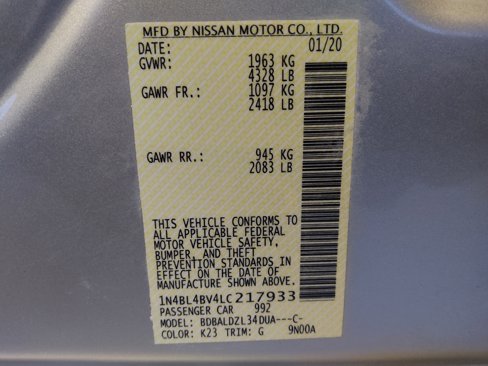 MFD BY NISSAN MOTOR CO., LTD.
DATE: 01/20
GVWR: 1963 KG
4328 LB
GAWR FR.: 1097 KG
2418 LB
GAWR RR.: 945 KG
2083 LB
THIS VEHICLE CONFORMS TO
ALL APPLICABLE FEDERAL
MOTOR VEHICLE SAFETY,
BUMPER, AND THEFT
PREVENTION STANDARDS IN
EFFECT ON THE DATE OF
MANUFACTURE SHOWN ABOVE.
1N4BL4BV4LC217933
PASSENGER CAR 992
MODEL: BDBALDZL34DUA---C-
COLOR: K23 TRIM: G 9N00A